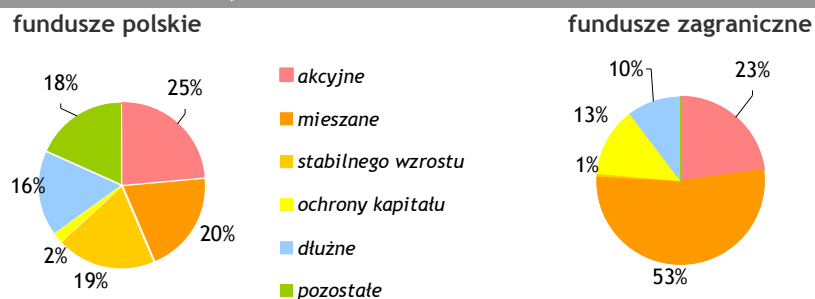 fundusze polskie
fundusze zagraniczne
18%
25%
16%
2%
19%
20%
akcyjne
mieszane
stabilnego wzrostu
ochrony kapitału
dłużne
pozostałe
10%
23%
13%
1%
53%